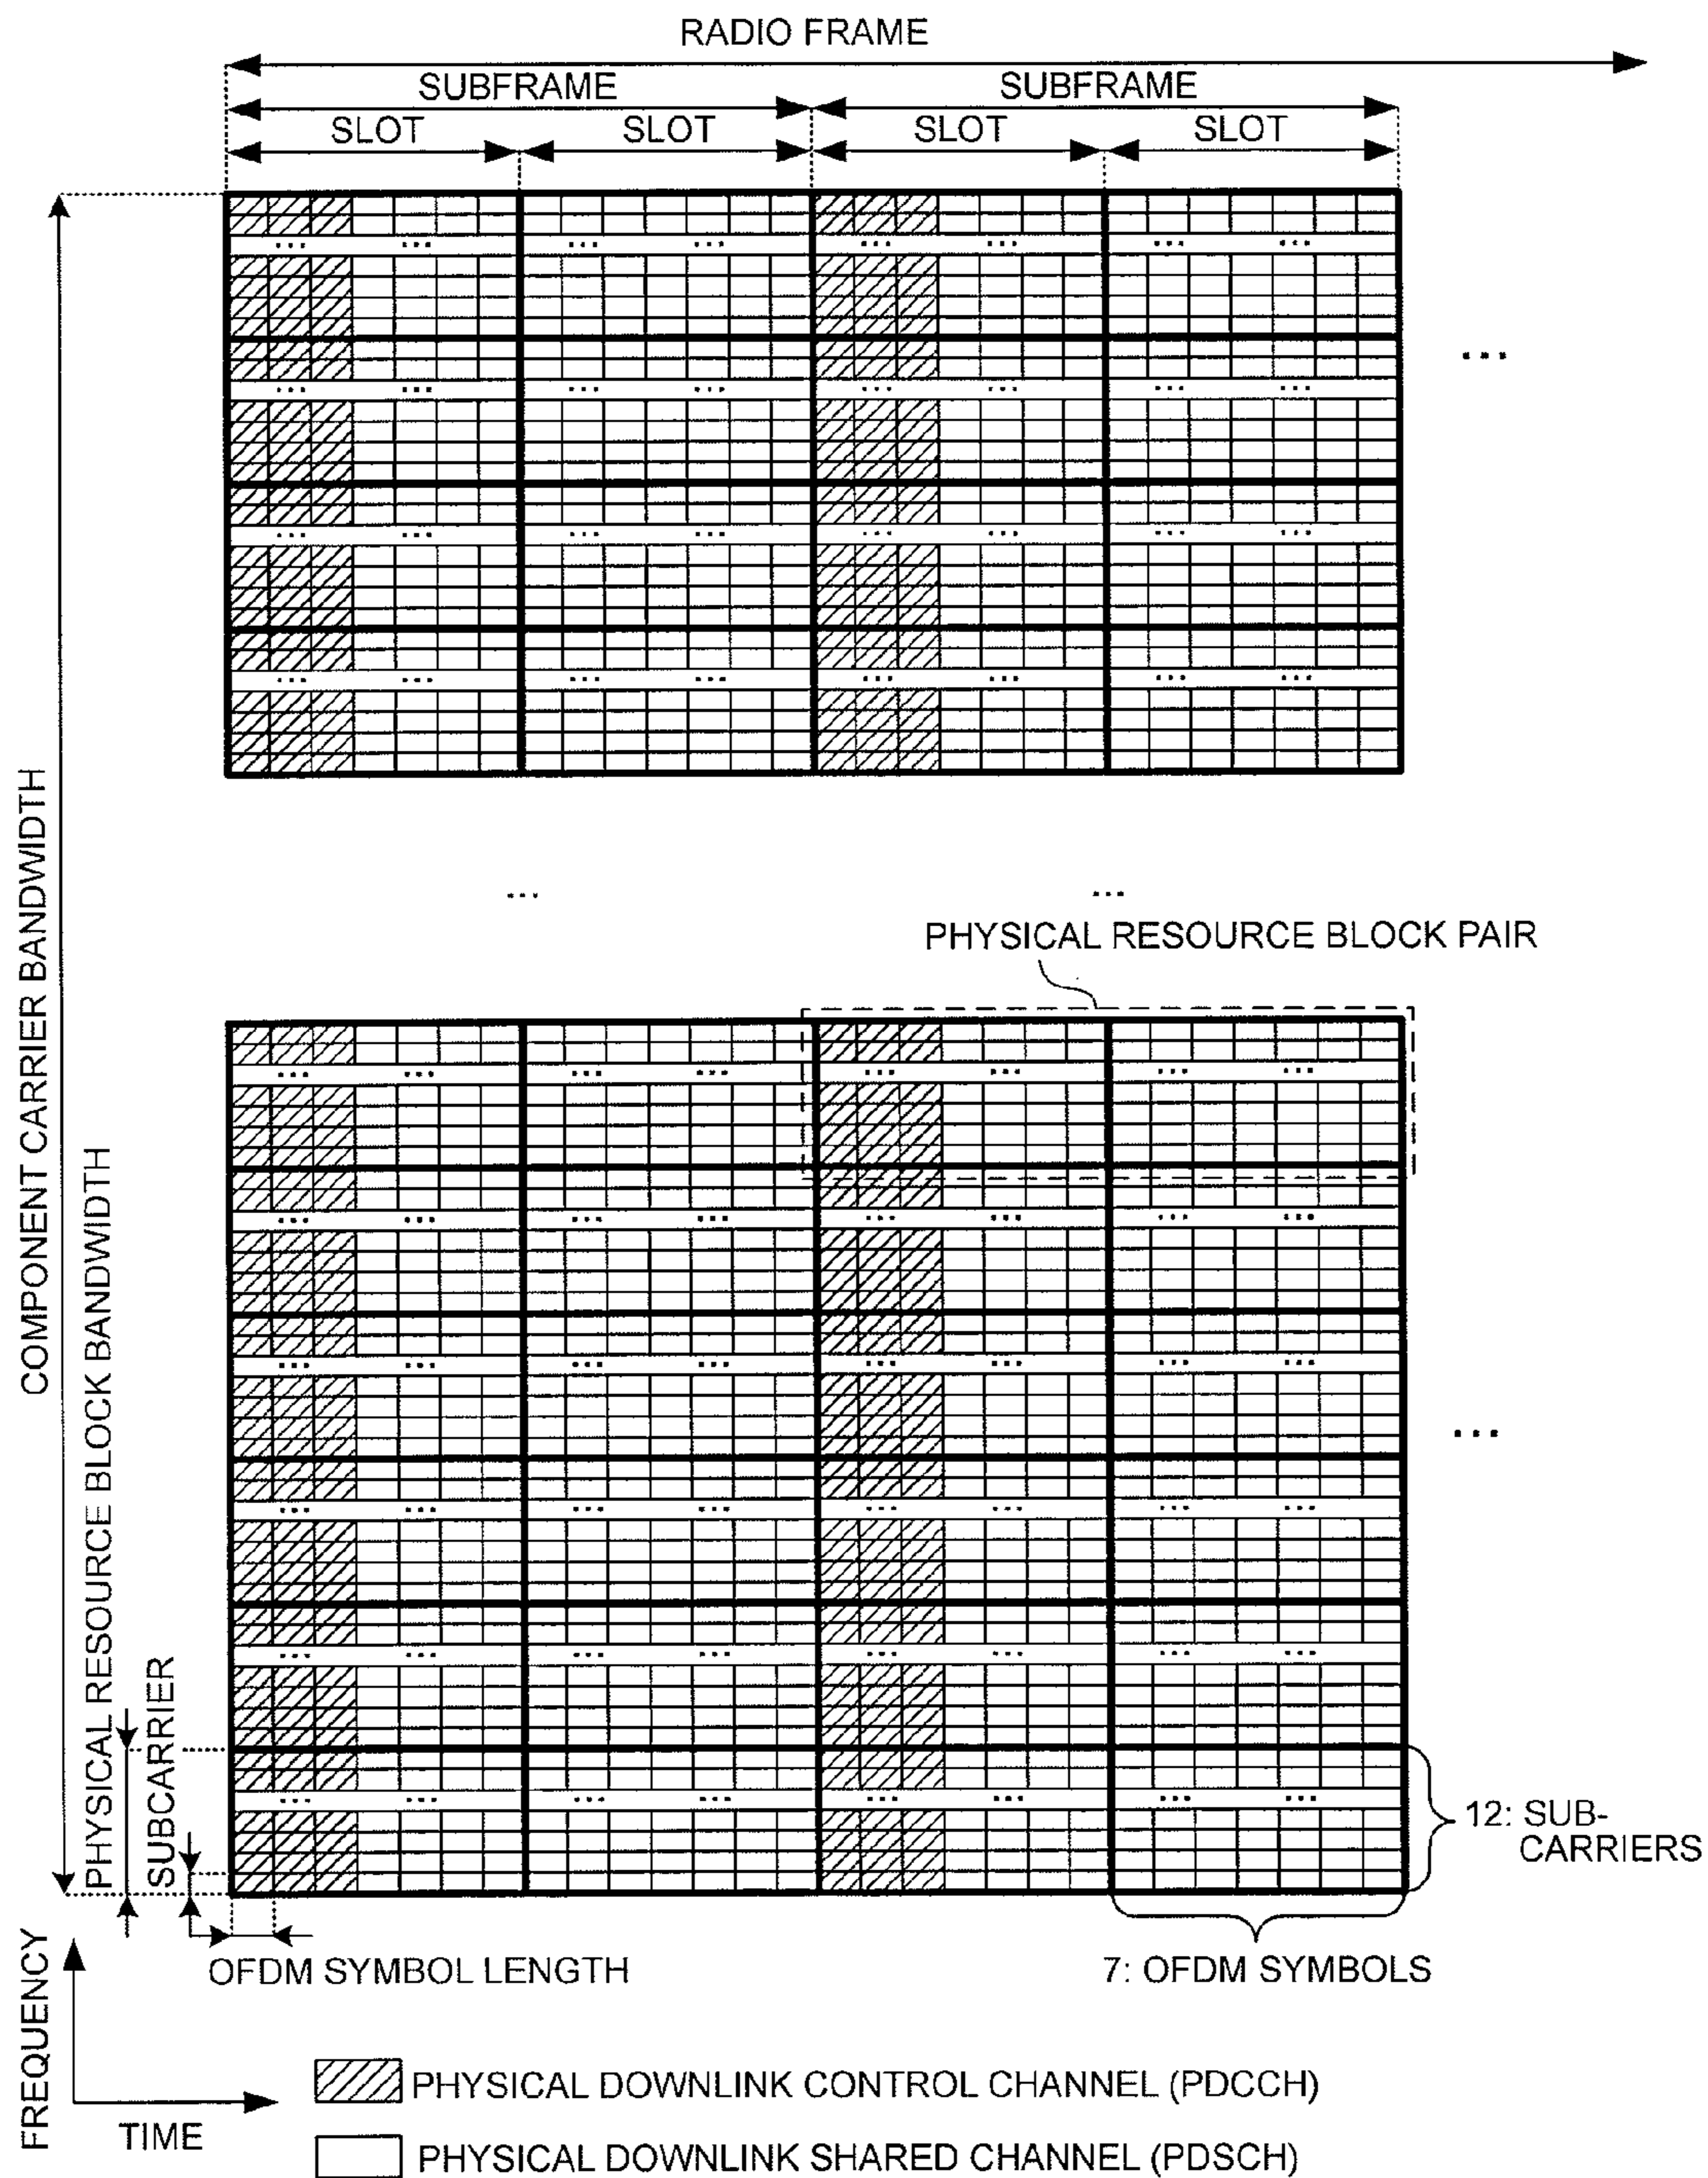 RADIO FRAME
SUBFRAME
SUBFRAME
SLOT
SLOT
SLOT
SLOT
COMPONENT CARRIER BANDWIDTH
PHYSICAL RESOURCE BLOCK PAIR
PHYSICAL RESOURCE BLOCK BANDWIDTH
SUBCARRIER
12: SUB-
CARRIERS
OFDM SYMBOL LENGTH
7: OFDM SYMBOLS
FREQUENCY
TIME
PHYSICAL DOWNLINK CONTROL CHANNEL (PDCCH)
PHYSICAL DOWNLINK SHARED CHANNEL (PDSCH)